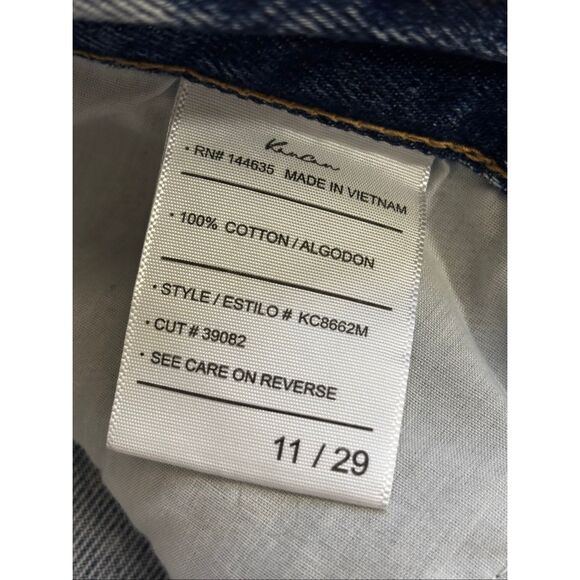 KanCan
• RN# 144635 MADE IN VIETNAM
• 100% COTTON / ALGODON
• STYLE / ESTILO # KC8662M
• CUT # 39082
• SEE CARE ON REVERSE
11 / 29